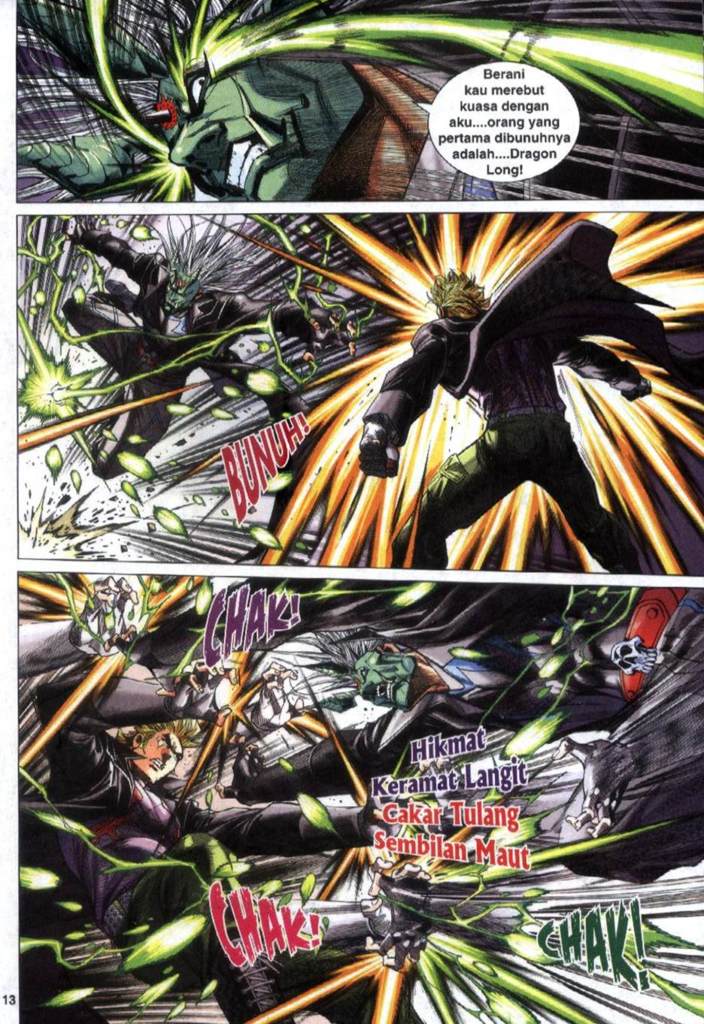 Berani
kau merebut
kuasa dengan
aku....orang yang
pertama dibunuhnya
adalah....Dragon
Long!
BUNUH!
CHAK!
Hikmat
Keramat Langit
Cakar Tulang
Sembilan Maut
CHAK!
CHAK!
13